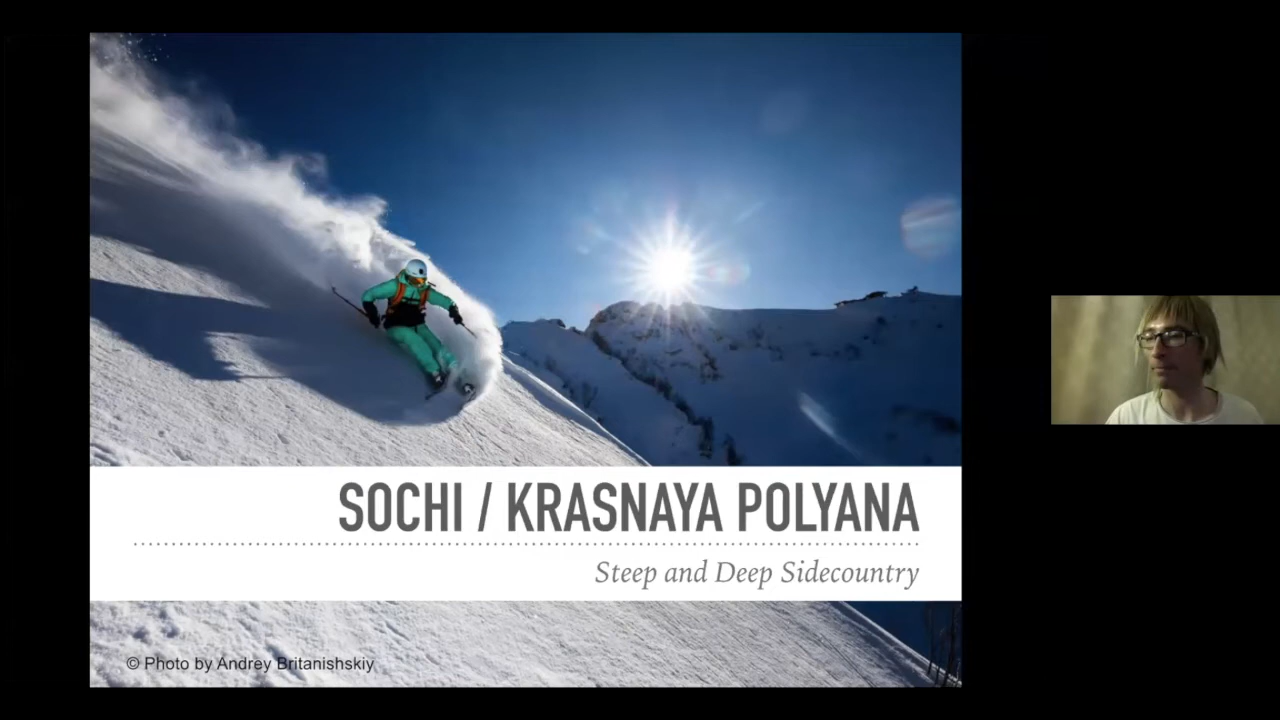 SOCHI / KRASNAYA POLYANA
Steep and Deep Sidecountry
© Photo by Andrey Britanishskiy